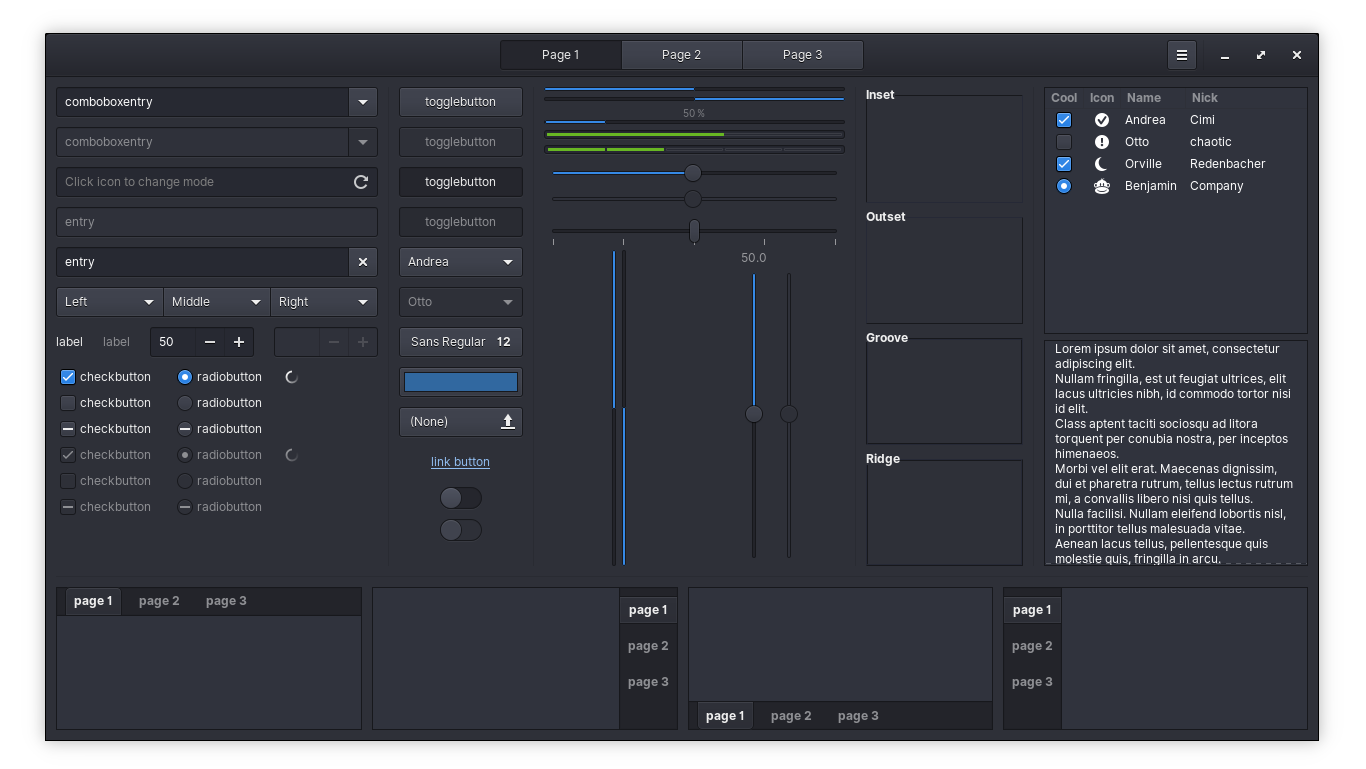 Page 1 Page 2 Page 3
comboboxentry
comboboxentry
Click icon to change mode
entry
entry
Left Middle Right
label label 50
checkbutton radiobutton
checkbutton radiobutton
checkbutton radiobutton
checkbutton radiobutton
checkbutton radiobutton
checkbutton radiobutton
togglebutton
togglebutton
togglebutton
togglebutton
Andrea
Otto
Sans Regular 12
(None)
link button
50 %
50.0
Inset
Outset
Groove
Ridge
Cool Icon Name Nick
Andrea Cimi
Otto chaotic
Orville Redenbacher
Benjamin Company
Lorem ipsum dolor sit amet, consectetur
adipiscing elit.
Nullam fringilla, est ut feugiat ultrices, elit
lacus ultricies nibh, id commodo tortor nisi
id elit.
Class aptent taciti sociosqu ad litora
torquent per conubia nostra, per inceptos
himenaeos.
Morbi vel elit erat. Maecenas dignissim,
dui et pharetra rutrum, tellus lectus rutrum
mi, a convallis libero nisi quis tellus.
Nulla facilisi. Nullam eleifend lobortis nisl,
in porttitor tellus malesuada vitae.
Aenean lacus tellus, pellentesque quis
molestie quis, fringilla in arcu.
page 1 page 2 page 3
page 1
page 2
page 3
page 1 page 2 page 3
page 1
page 2
page 3